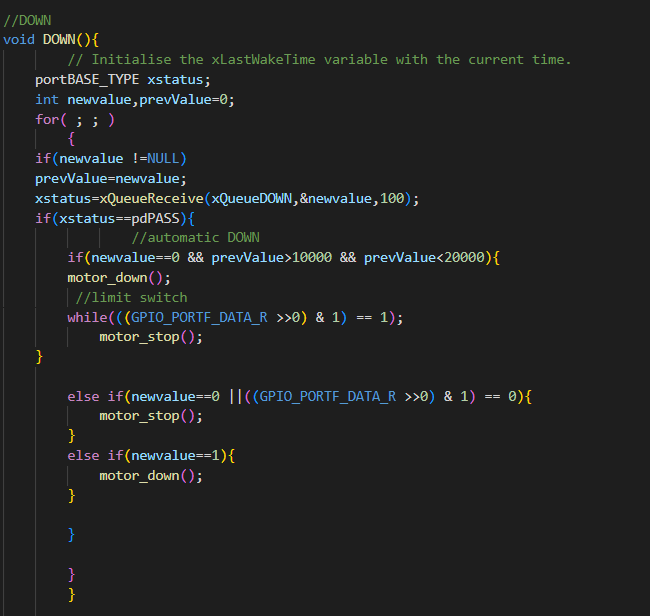 //DOWN
void DOWN(){
// Initialise the xLastWakeTime variable with the current time.
portBASE_TYPE xstatus;
int newvalue,prevValue=0;
for( ; ; )
{
if(newvalue !=NULL)
prevValue=newvalue;
xstatus=xQueueReceive(xQueueDOWN,&newvalue,100);
if(xstatus==pdPASS){
//automatic DOWN
if(newvalue==0 && prevValue>10000 && prevValue<20000){
motor_down();
//limit switch
while(((GPIO_PORTF_DATA_R >>0) & 1) == 1);
motor_stop();
}
else if(newvalue==0 ||((GPIO_PORTF_DATA_R >>0) & 1) == 0){
motor_stop();
}
else if(newvalue==1){
motor_down();
}
}
}
}